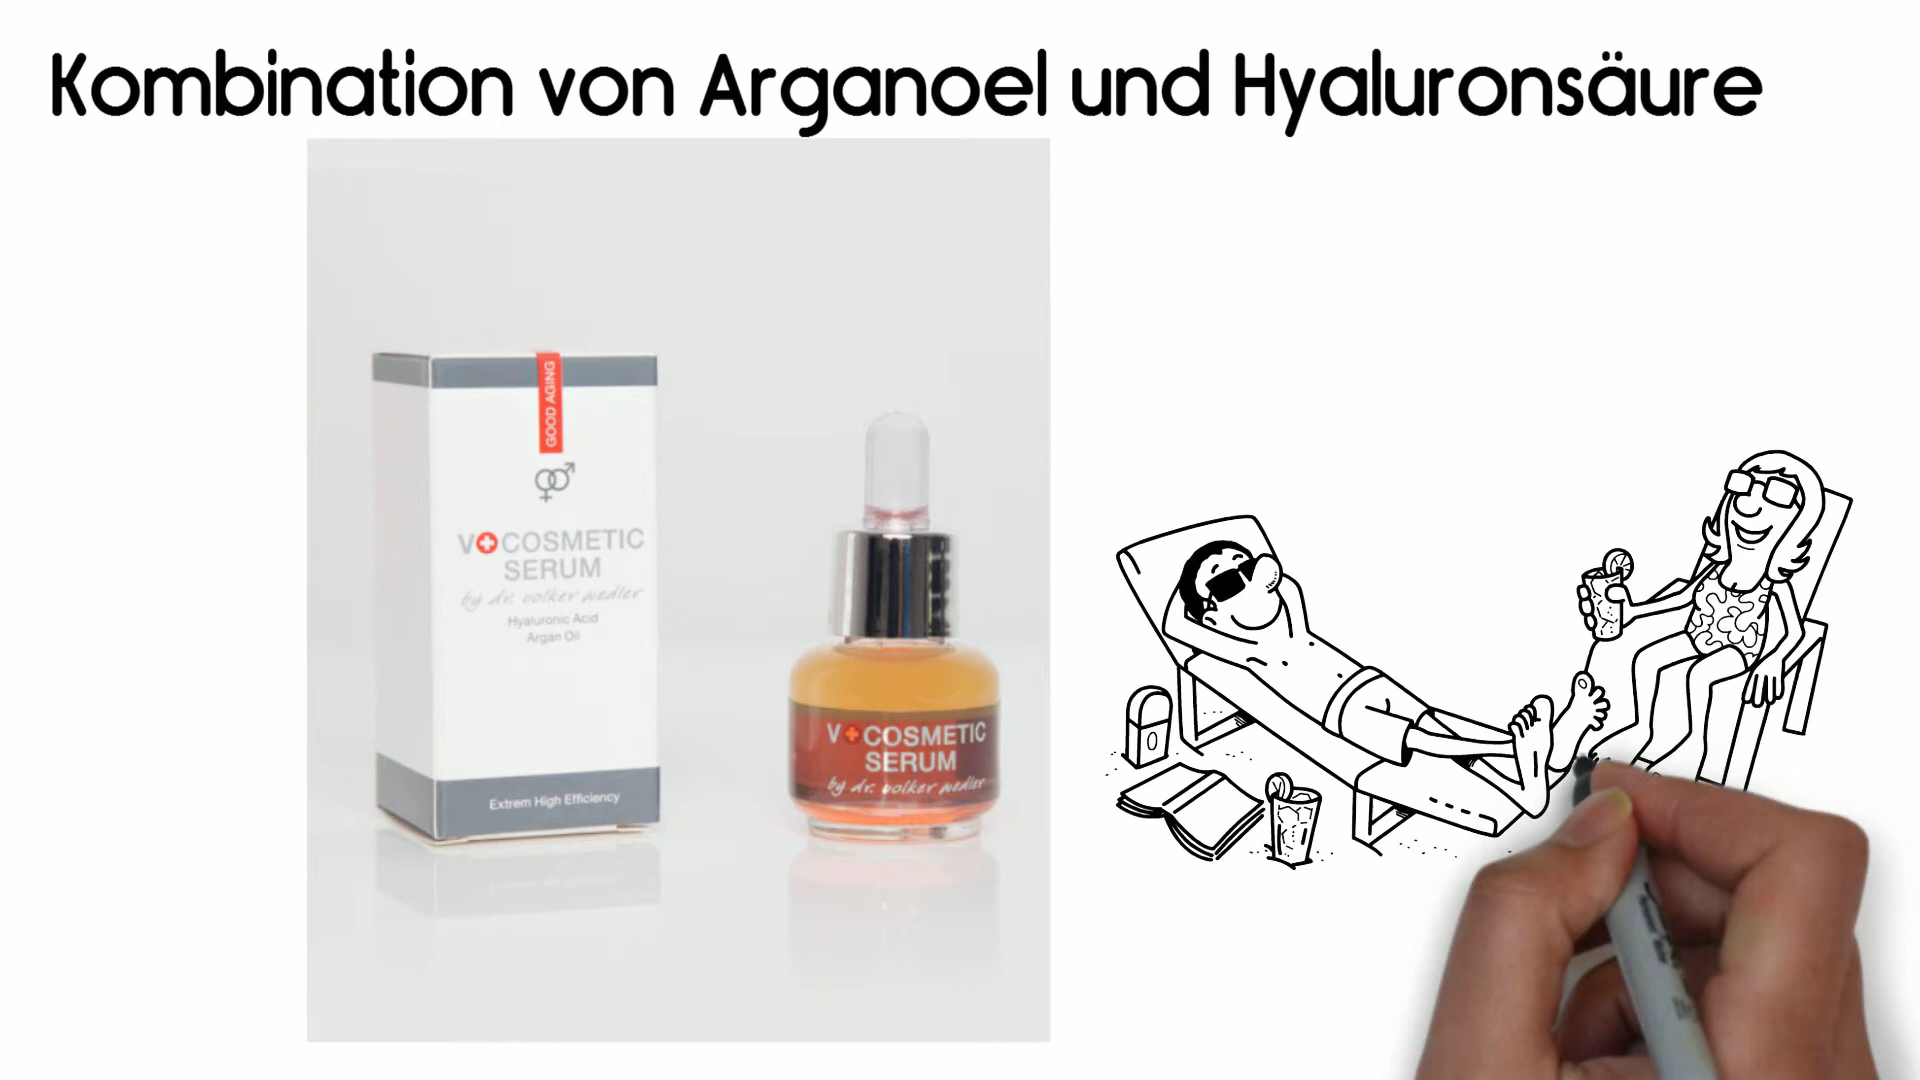 Kombination von Arganoel und Hyaluronsäure
GOOD AGING
V COSMETIC
SERUM
by dr. volker wedler
Hyaluronic Acid
Argan Oil
Extrem High Efficiency
V COSMETIC
SERUM
by dr. volker wedler